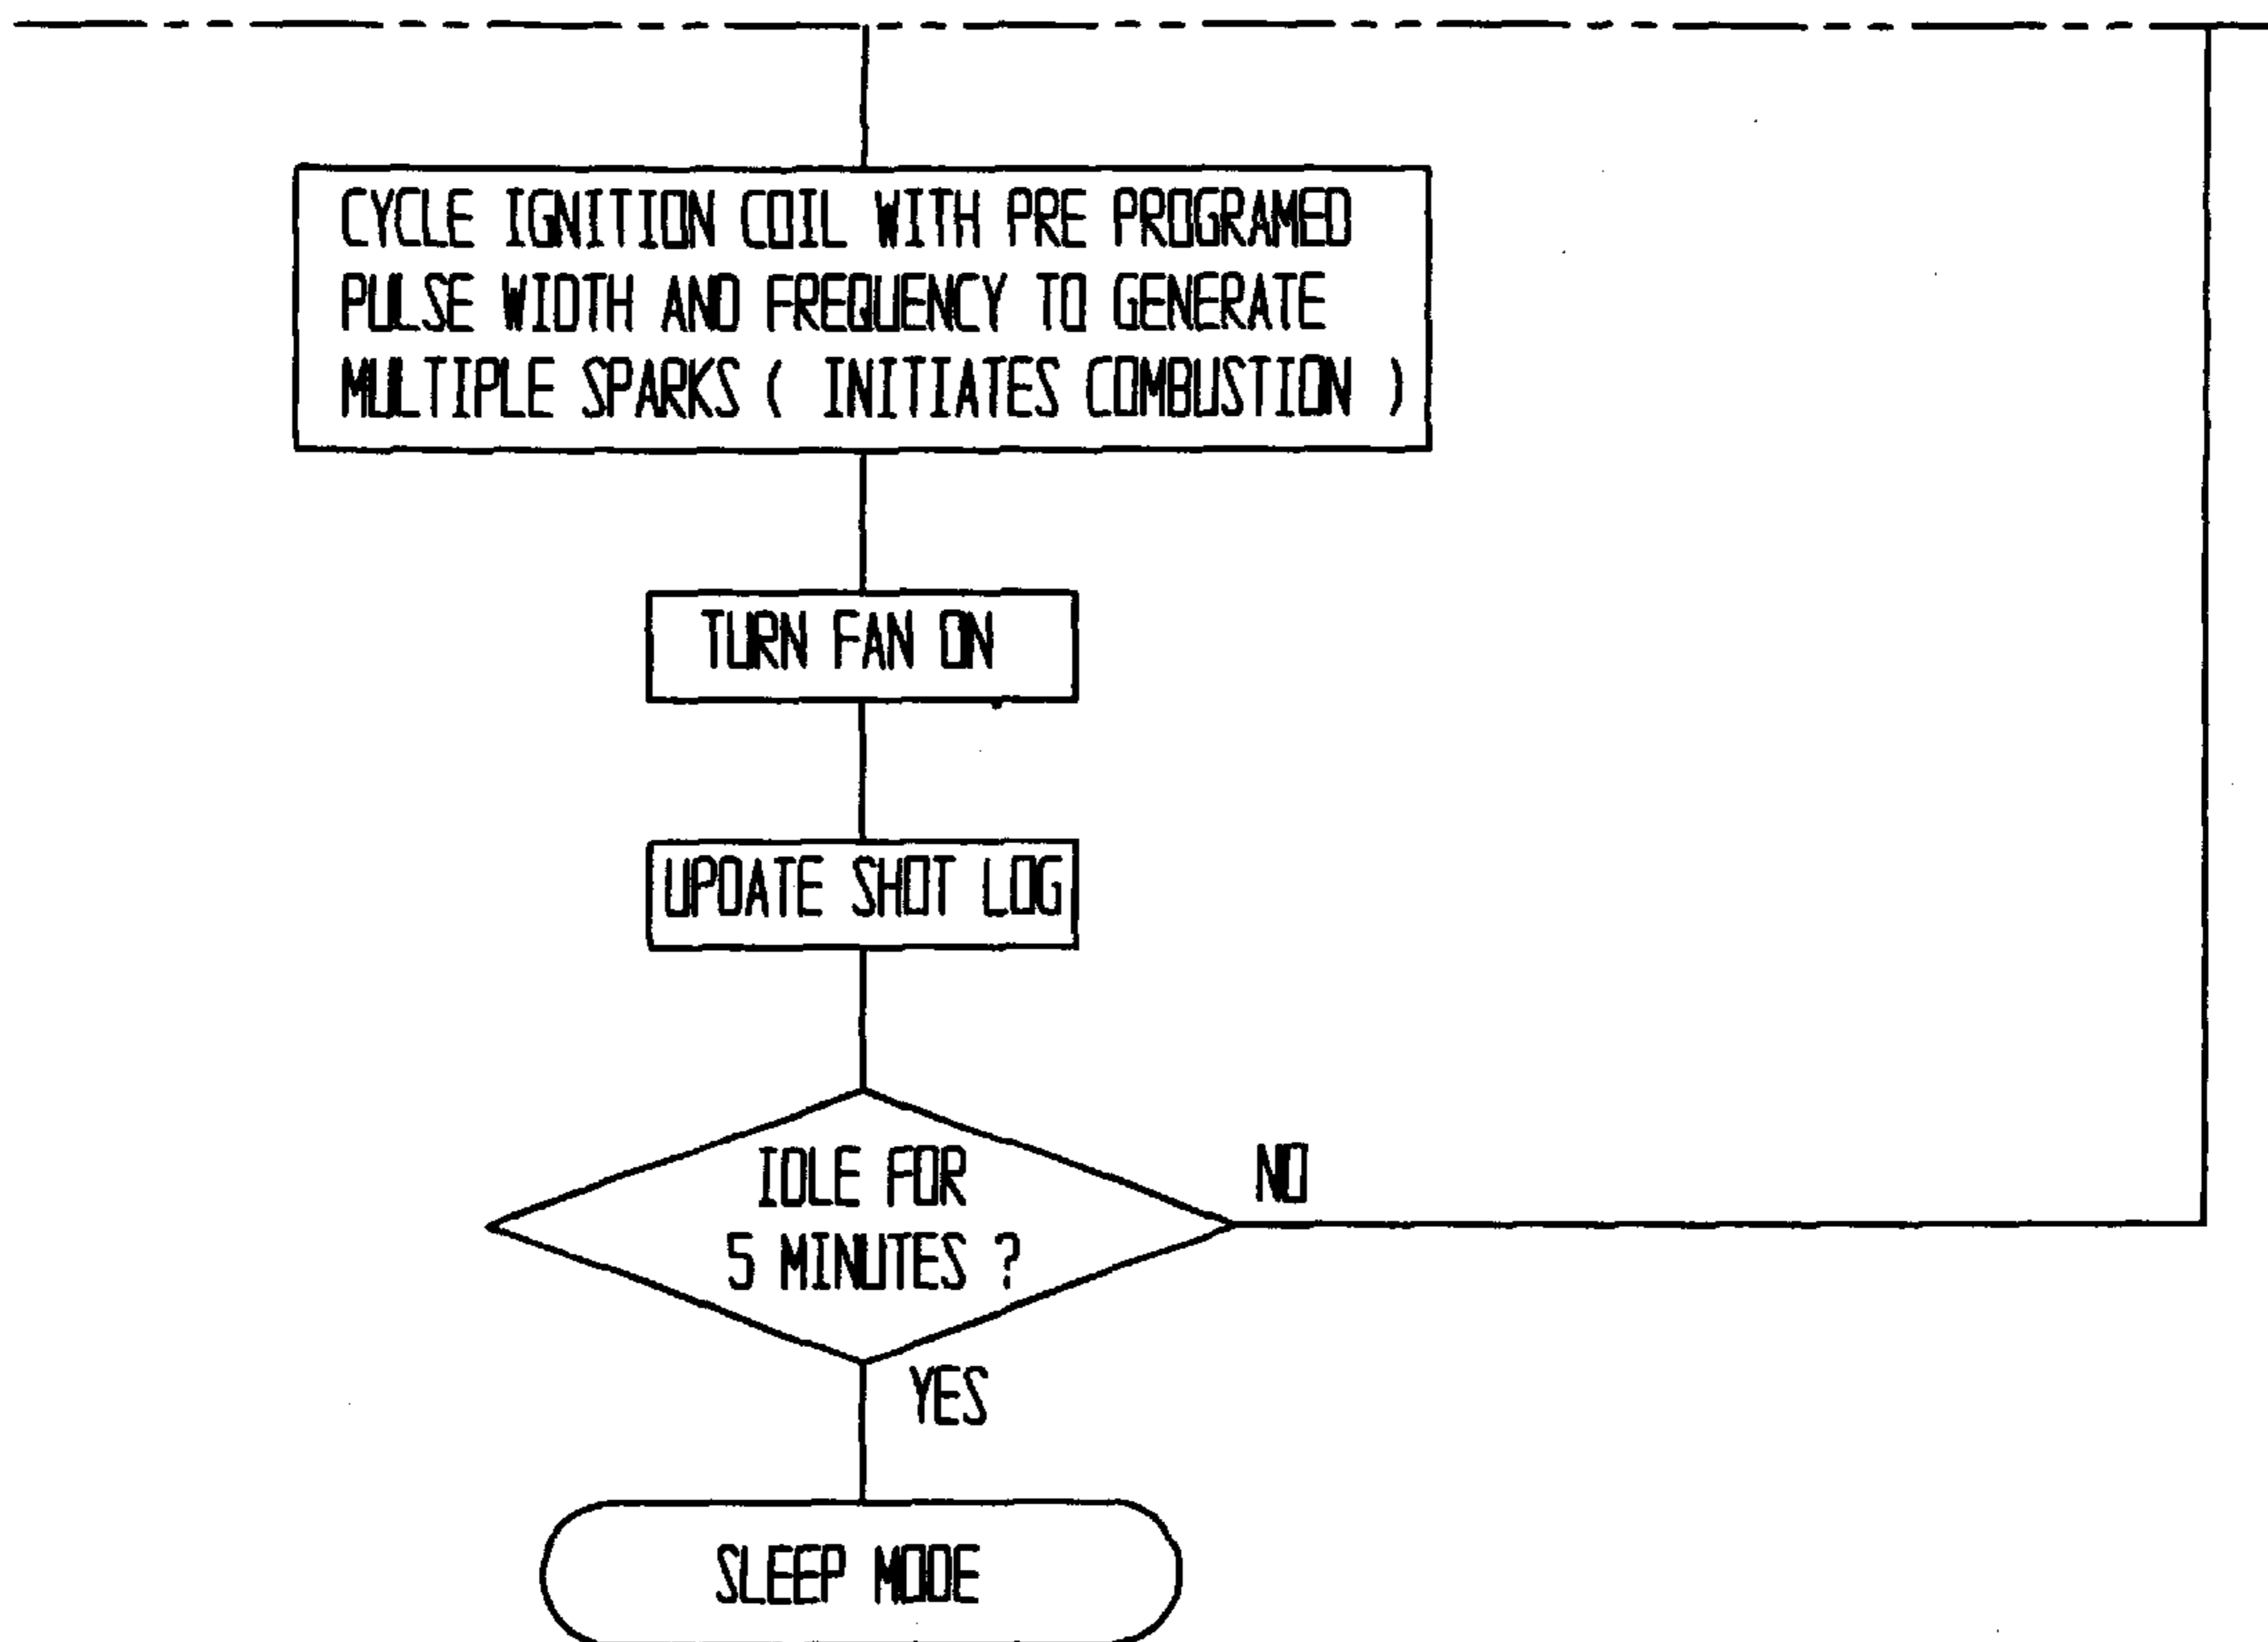 CYCLE IGNITION COIL WITH PRE PROGRAMED
PULSE WIDTH AND FREQUENCY TO GENERATE
MULTIPLE SPARKS ( INITIATES COMBUSTION )
TURN FAN ON
UPDATE SHOT LOG
IDLE FOR
5 MINUTES ?
NO
YES
SLEEP MODE